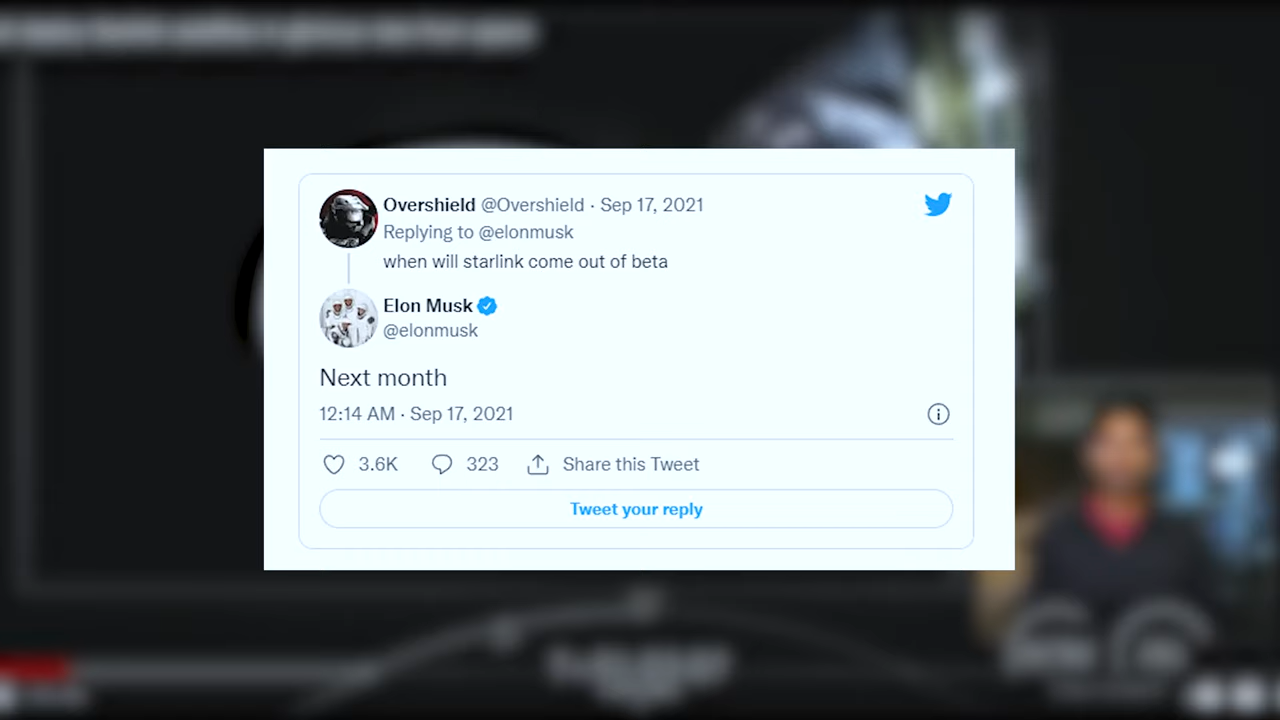 Overshield @Overshield · Sep 17, 2021
Replying to @elonmusk
when will starlink come out of beta
Elon Musk
@elonmusk
Next month
12:14 AM · Sep 17, 2021
3.6K 323 Share this Tweet
Tweet your reply